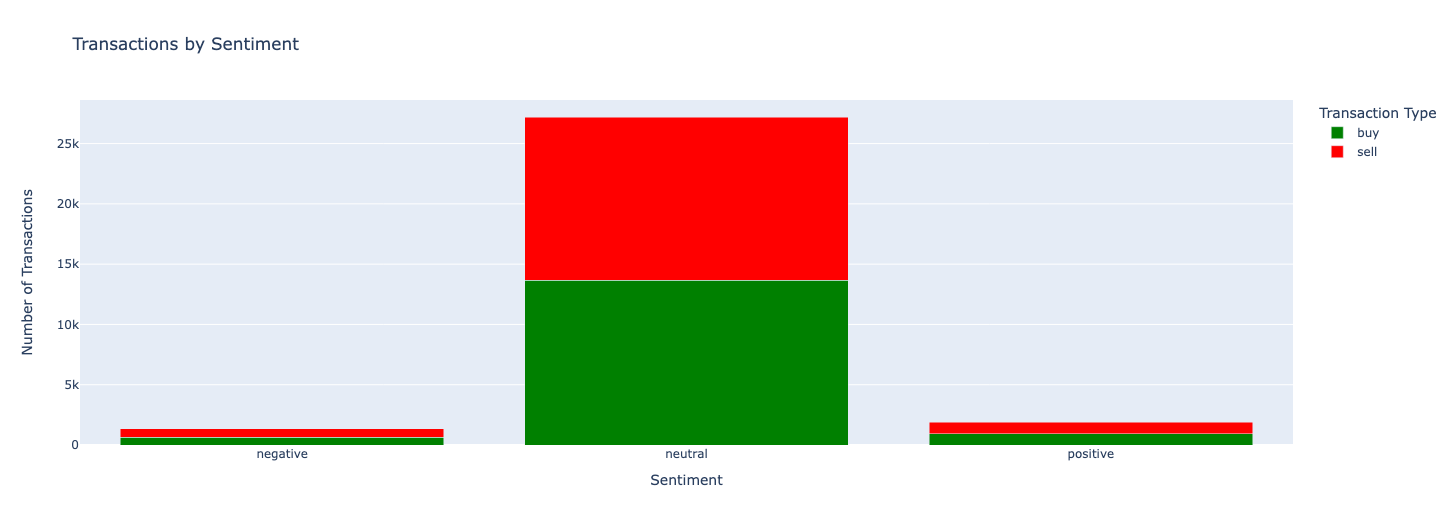 Transactions by Sentiment
Transaction Type
buy
sell
Number of Transactions
25k
20k
15k
10k
5k
0
negative neutral positive
Sentiment